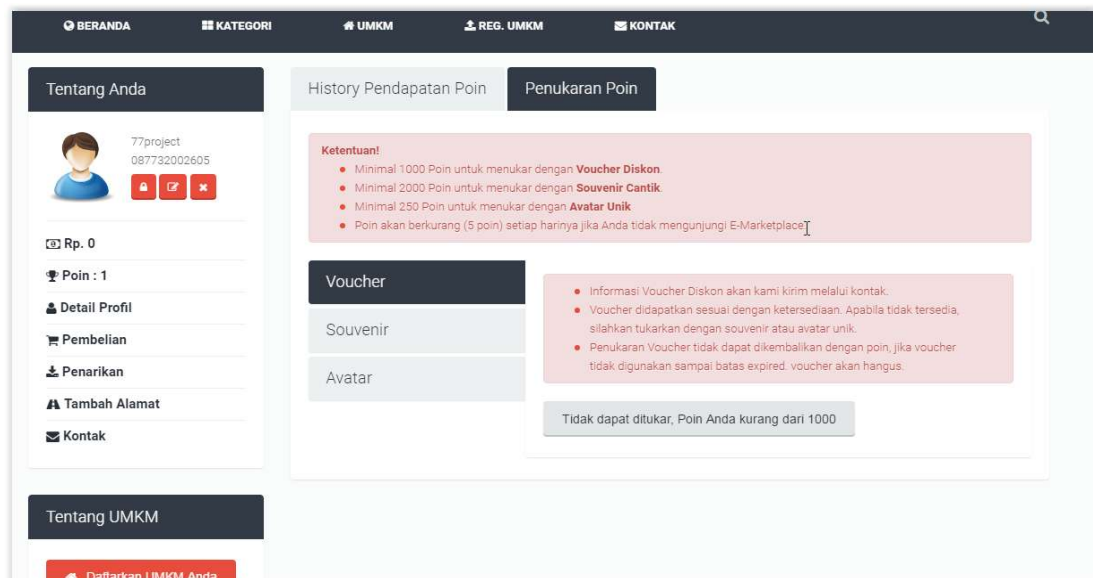 BERANDA
KATEGORI
UMKM
REG. UMKM
KONTAK
Tentang Anda
77project
087732002605
Rp. 0
Poin : 1
Detail Profil
Pembelian
Penarikan
Tambah Alamat
Kontak
Tentang UMKM
Daftarkan UMKM Anda
History Pendapatan Poin
Penukaran Poin
Ketentuan!
Minimal 1000 Poin untuk menukar dengan Voucher Diskon.
Minimal 2000 Poin untuk menukar dengan Souvenir Cantik.
Minimal 250 Poin untuk menukar dengan Avatar Unik
Poin akan berkurang (5 poin) setiap harinya jika Anda tidak mengunjungi E-Marketplace.
Voucher
Souvenir
Avatar
Informasi Voucher Diskon akan kami kirim melalui kontak.
Voucher didapatkan sesuai dengan ketersediaan. Apabila tidak tersedia,
silahkan tukarkan dengan souvenir atau avatar unik.
Penukaran Voucher tidak dapat dikembalikan dengan poin, jika voucher
tidak digunakan sampai batas expired. voucher akan hangus.
Tidak dapat ditukar, Poin Anda kurang dari 1000